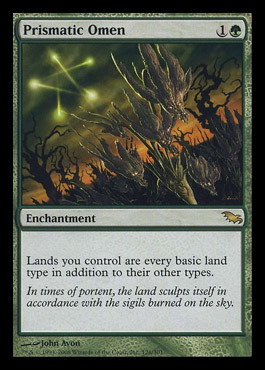 Prismatic Omen 1
Enchantment
Lands you control are every basic land
type in addition to their other types.
In times of portent, the land sculpts itself in
accordance with the sigils burned on the sky.
John Avon